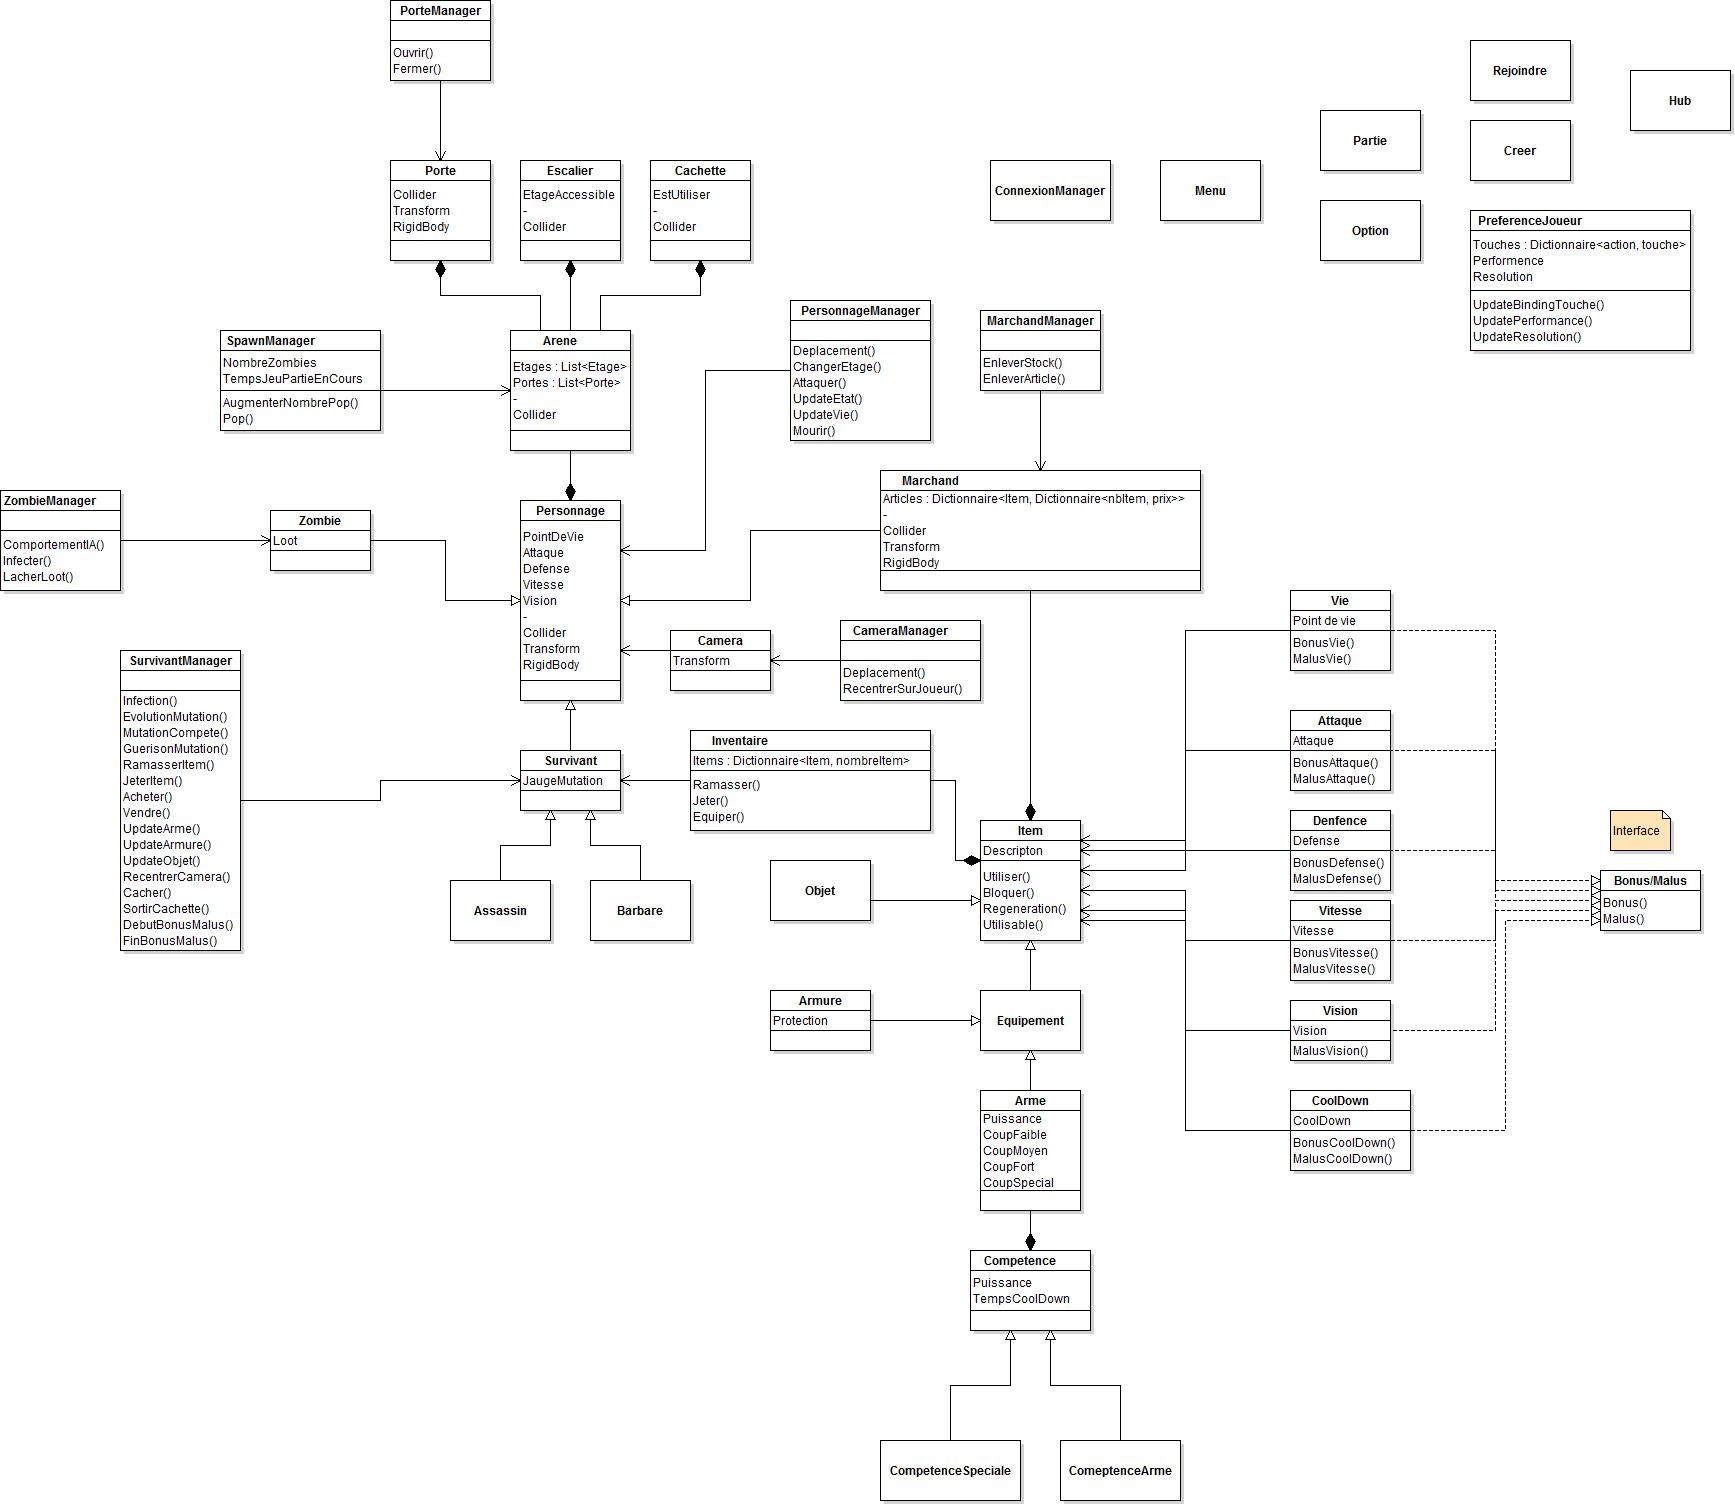 PorteManager
Ouvrir()
Fermer()
Rejoindre
Hub
Partie
Creer
Porte
Collider
Transform
RigidBody
Escalier
EtageAccessible
-
Collider
Cachette
EstUtiliser
-
Collider
ConnexionManager
Menu
Option
PreferenceJoueur
Touches : Dictionnaire<action, touche>
Performence
Resolution
UpdateBindingTouche()
UpdatePerformance()
UpdateResolution()
SpawnManager
NombreZombies
TempsJeuPartieEnCours
AugmenterNombrePop()
Pop()
Arene
Etages : List<Etage>
Portes : List<Porte>
-
Collider
PersonnageManager
Deplacement()
ChangerEtage()
Attaquer()
UpdateEtat()
UpdateVie()
Mourir()
MarchandManager
EnleverStock()
EnleverArticle()
Marchand
Articles : Dictionnaire<Item, Dictionnaire<nbItem, prix>>
-
Collider
Transform
RigidBody
ZombieManager
ComportementIA()
Infecter()
LacherLoot()
Zombie
Loot
Personnage
PointDeVie
Attaque
Defense
Vitesse
Vision
-
Collider
Transform
RigidBody
Camera
Transform
CameraManager
Deplacement()
RecentrerSurJoueur()
SurvivantManager
Infection()
EvolutionMutation()
MutationCompete()
GuerisonMutation()
RamasserItem()
JeterItem()
Acheter()
Vendre()
UpdateArme()
UpdateArmure()
UpdateObjet()
RecentrerCamera()
Cacher()
SortirCachette()
DebutBonusMalus()
FinBonusMalus()
Survivant
JaugeMutation
Inventaire
Items : Dictionnaire<Item, nombreItem>
Ramasser()
Jeter()
Equiper()
Assassin
Barbare
Objet
Item
Descripton
Utiliser()
Bloquer()
Regeneration()
Utilisable()
Vie
Point de vie
BonusVie()
MalusVie()
Attaque
Attaque
BonusAttaque()
MalusAttaque()
Denfence
Defense
BonusDefense()
MalusDefense()
Vitesse
Vitesse
BonusVitesse()
MalusVitesse()
Vision
Vision
MalusVision()
CoolDown
CoolDown
BonusCoolDown()
MalusCoolDown()
Interface
Bonus/Malus
Bonus()
Malus()
Armure
Protection
Equipement
Arme
Puissance
CoupFaible
CoupMoyen
CoupFort
CoupSpecial
Competence
Puissance
TempsCoolDown
CompetenceSpeciale
ComeptenceArme